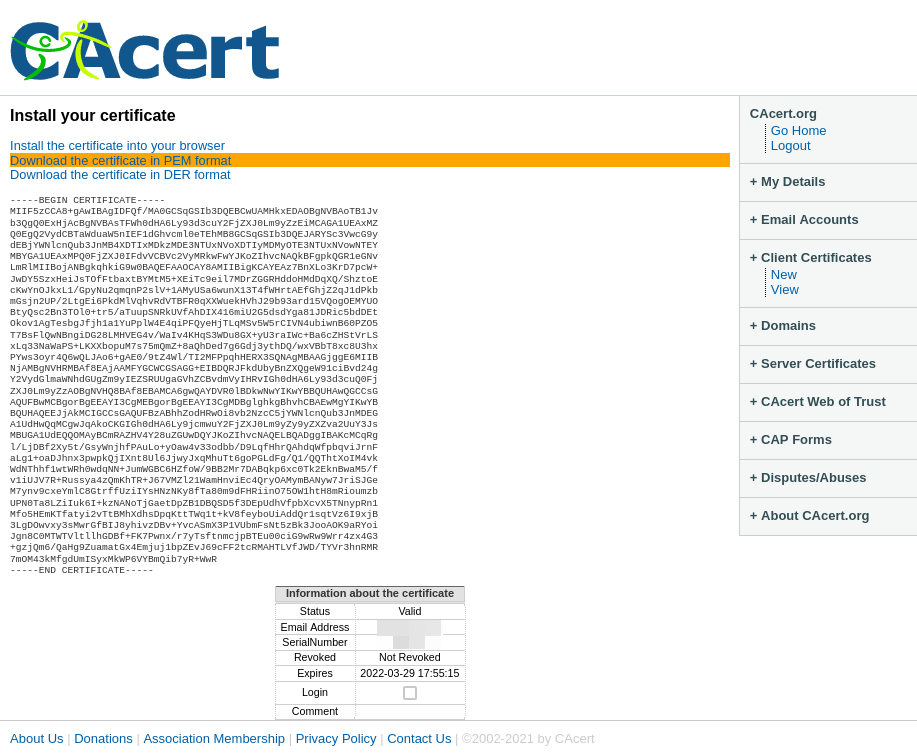 CAcert
Install your certificate
Install the certificate into your browser
Download the certificate in PEM format
Download the certificate in DER format
-----BEGIN CERTIFICATE-----
MIIF5zCCA8+gAwIBAgIDFQf/MA0GCSqGSIb3DQEBCwUAMHkxEDAOBgNVBAoTB1Jv
b3QgQ0ExHjAcBgNVBAsTFWh0dHA6Ly93d3cuY2FjZXJ0Lm9yZzEiMCAGA1UEAxMZ
Q0EgQ2VydCBTaWduaW5nIEF1dGhvcml0eTEhMB8GCSqGSIb3DQEJARYSc3VwcG9y
dEBjYWNlcnQub3JnMB4XDTIxMDkzMDE3NTUxNVoXDTIyMDMyOTE3NTUxNVowNTEY
MBYGA1UEAxMPQ0FjZXJ0IFdvVCBVc2VyMRkwFwYJKoZIhvcNAQkBFgpkQGR1eGNv
LmRlMIIBojANBgkqhkiG9w0BAQEFAAOCAY8AMIIBigKCAYEAz7BnXLo3KrD7pcW+
JwDY5SzxHeiJsTOfFtbaxtBYMtM5+XEiTc9eil7MDrZGGRHddoHMdDqXQ/ShztoE
cKwYnOJkxL1/GpyNu2qmqnP2slV+1AMyUSa6wunX13T4fWHrtAEfGhjZ2qJ1dPkb
mGsjn2UP/2LtgEi6PkdMlVqhvRdVTBFR0qXXWuekHVhJ29b93ard15VQogOEMYUO
BtyQsc2Bn3TOl0+tr5/aTuupSNRkUVfAhDIX416miU2G5dsdYga81JDRic5bdDEt
Okov1AgTesbgJfjh1a1YuPplW4E4qiPFQyeHjTLqMSv5W5rCIVN4ubiwnB60PZO5
T7BsFlQwNBngiDG28LMHVEG4v/WaIv4KHqS3WDu8GX+yU3raIWc+Ba6cZHStVrLS
xLq33NaWaPS+LKXXbopuM7s75mQmZ+8aQhDed7g6Gdj3ythDQ/wxVBbT8xc8U3hx
PYWs3oyr4Q6wQLJAo6+gAE0/9tZ4Wl/TI2MFPpqhHERX3SQNAgMBAAGjggE6MIIB
NjAMBgNVHRMBAf8EAjAAMFYGCWCGSAGG+EIBDQRJFkdUbyBnZXQgeW91ciBvd24g
Y2VydGlmaWNhdGUgZm9yIEZSRUUgaGVhZCBvdmVyIHRvIGh0dHA6Ly93d3cuQ0Fj
ZXJ0Lm9yZzAOBgNVHQ8BAf8EBAMCA6gwQAYDVR0lBDkwNwYIKwYBBQUHAwQGCCsG
AQUFBwMCBgorBgEEAYI3CgMEBgorBgEEAYI3CgMDBglghkgBhvhCBAEwMgYIKwYB
BQUHAQEEJjAkMCIGCCsGAQUFBzABhhZodHRwOi8vb2NzcC5jYWNlcnQub3JnMDEG
A1UdHwQqMCgwJqAkoCKGIGh0dHA6Ly9jcmwuY2FjZXJ0Lm9yZy9yZXZva2UuY3Js
MBUGA1UdEQQOMAyBCmRAZHV4Y28uZGUwDQYJKoZIhvcNAQELBQADggIBAKcMCqRg
l/LjDBf2Xy5t/GsyWnjhfPAuLo+yOaw4v33odbb/D9LqfHhrQAhdqWfpbqviJrnF
aLg1+oaDJhnx3pwpkQjIXnt8Ul6JjwyJxqMhuTt6goPGLdFg/Q1/QQThtXoIM4vk
WdNThhf1wtWRh0wdqNN+JumWGBC6HZfoW/9BB2Mr7DABqkp6xc0Tk2EknBwaM5/f
v1iUJV7R+Russya4zQmKhTR+J67VMZl21WamHnviEc4QryOAMymBANyw7JriSJGe
M7ynv9cxeYmlC8GtrffUziIYsHNzNKy8fTa80m9dFHRiinO75OW1htH8mRioumzb
UPN0Ta8LZiIuk6I+kzNANoTjGaetDpZB1DBQSD5f3DEpUdhVfpbXcvX5TNnypRn1
Mfo5HEmKTfatyi2vTtBMhXdhsDpqKttTWq1t+kV8feyboUiAddQr1sqtVz6I9xjB
3LgDOwvxy3sMwrGfBIJ8yhivzDBv+YvcASmX3P1VUbmFsNt5zBk3JooAOK9aRYoi
Jgn8C0MTWTVltllhGDBf+FK7Pwnx/r7yTsftnmcjpBTEu00ciG9wRw9Wrr4zx4G3
+gzjQm6/QaHg9ZuamatGx4Emjuj1bpZEvJ69cFF2tcRMAHTLVfJWD/TYVr3hnRMR
7mOM43kMfgdUmISyxMkWP6VYBmQib7yR+WwR
-----END CERTIFICATE-----
Information about the certificate
Status Valid
Email Address
SerialNumber
Revoked Not Revoked
Expires 2022-03-29 17:55:15
Login
Comment
CAcert.org
Go Home
Logout
+ My Details
+ Email Accounts
+ Client Certificates
New
View
+ Domains
+ Server Certificates
+ CAcert Web of Trust
+ CAP Forms
+ Disputes/Abuses
+ About CAcert.org
About Us | Donations | Association Membership | Privacy Policy | Contact Us | ©2002-2021 by CAcert